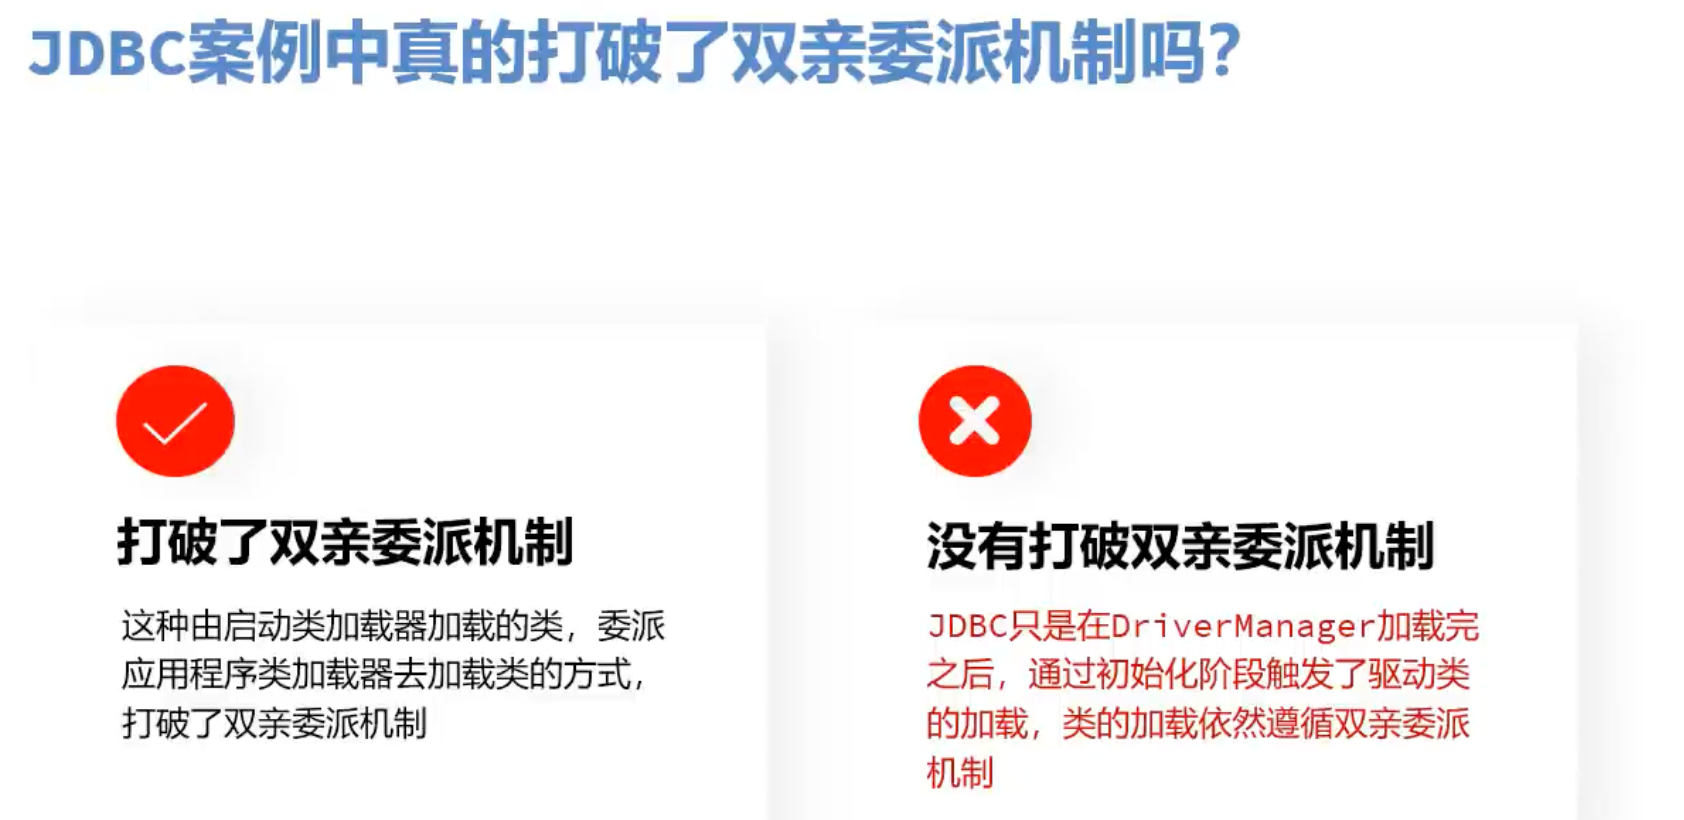 JDBC案例中真的打破了双亲委派机制吗?
打破了双亲委派机制
这种由启动类加载器加载的类，委派
应用程序类加载器去加载类的方式，
打破了双亲委派机制
没有打破双亲委派机制
JDBC只是在DriverManager加载完
之后，通过初始化阶段触发了驱动类
的加载，类的加载依然遵循双亲委派
机制